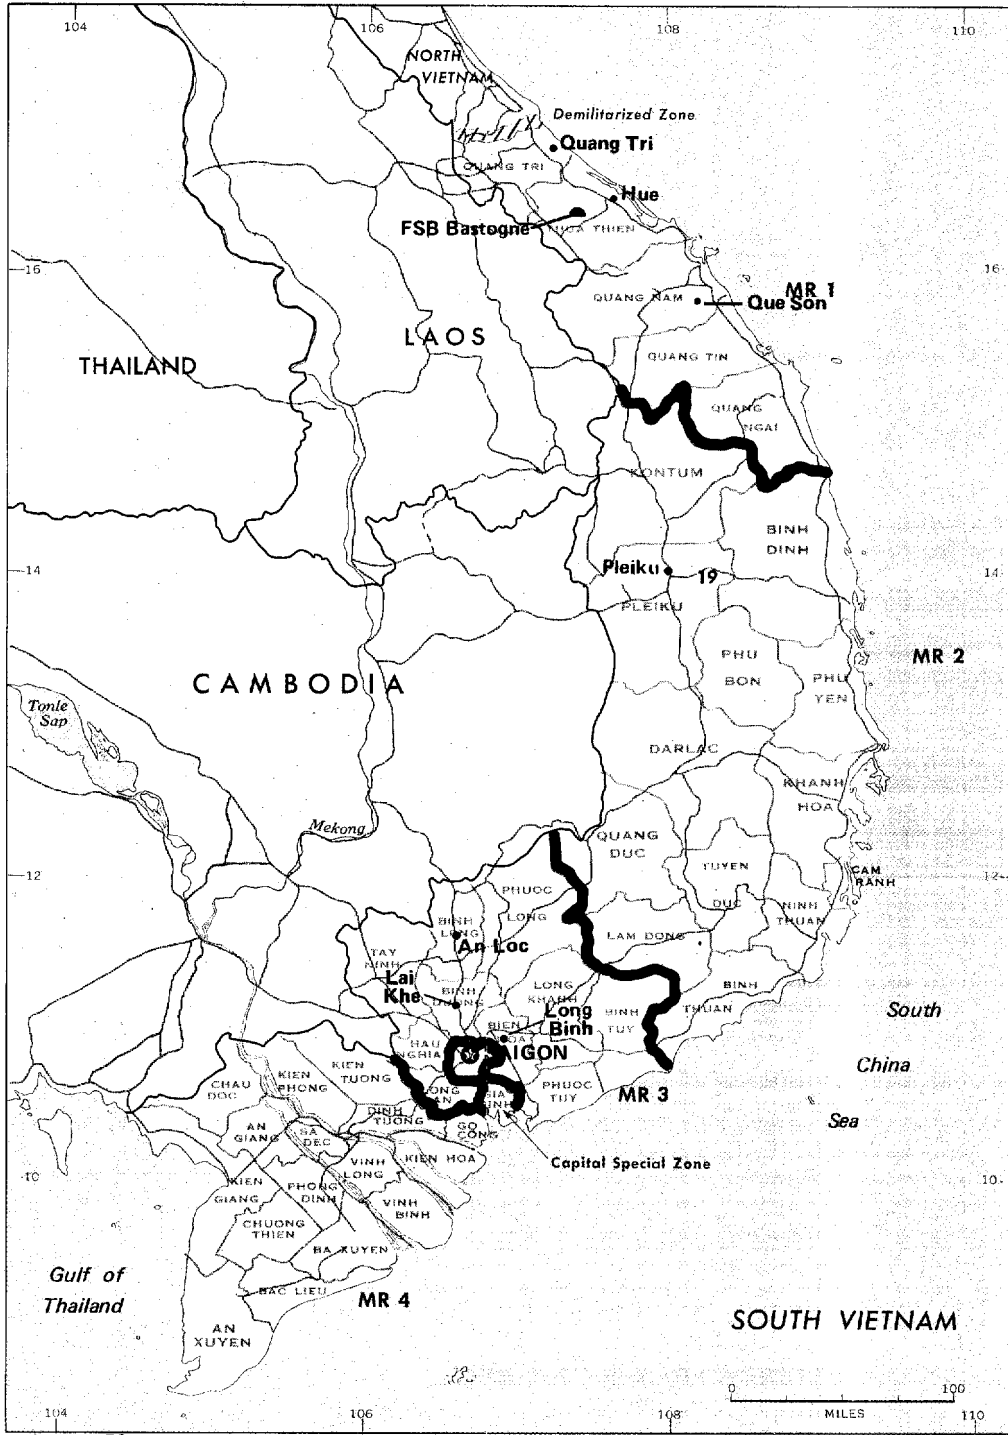 104
106
108
110
NORTH
VIETNAM
Demilitarized Zone
Quang Tri
QUANG TRI
Hue
FSB Bastogne
THUA THIEN
16
16
MR 1
QUANG NAM
Que Son
LAOS
THAILAND
QUANG TIN
QUANG
NGAI
KONTUM
BINH
DINH
14
Pleiku
19
PLEIKU
14
PHU
BON
MR 2
PHU
YEN
CAMBODIA
Tonle
Sap
DARLAC
KHANH
HOA
Mekong
QUANG
DUC
TUYEN
DUC
CAM
RANH
12
12
PHUOC
LONG
NINH
THUAN
BINH
LONG
An Loc
LAM DONG
TAY
NINH
Lai
Khe
BINH
DUONG
LONG
KHANH
Long
Binh
BINH
TUY
BINH
THUAN
South
China
Sea
BIEN
HOA
HAU
NGHIA
SAIGON
KIEN
TUONG
KIEN
PHONG
CHAU
DOC
LONG
AN
GIA
DINH
PHUOC
TUY
MR 3
DINH
TUONG
GO
CONG
AN
GIANG
SA
DEC
VINH
LONG
KIEN HOA
Capital Special Zone
10
10
KIEN
GIANG
PHONG
DINH
VINH
BINH
CHUONG
THIEN
BA XUYEN
Gulf of
Thailand
BAC LIEU
MR 4
AN
XUYEN
SOUTH VIETNAM
0
100
MILES
104
106
108
110